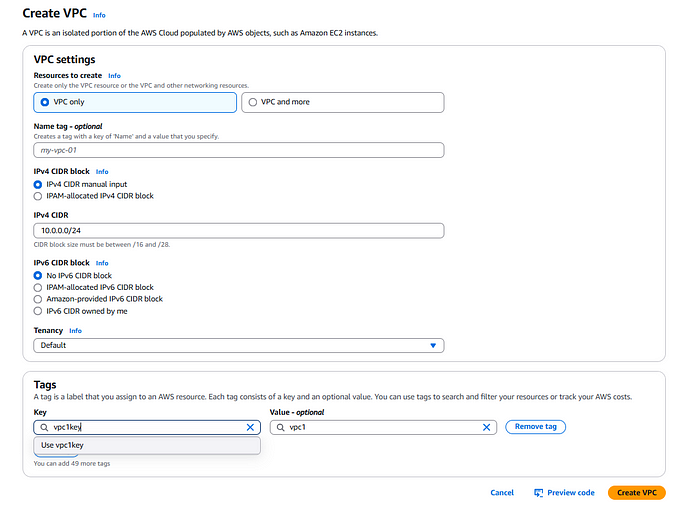 Create VPC Info
A VPC is an isolated portion of the AWS Cloud populated by AWS objects, such as Amazon EC2 instances.
VPC settings
Resources to create Info
Create only the VPC resource or the VPC and other networking resources.
VPC only VPC and more
Name tag - optional
Creates a tag with a key of 'Name' and a value that you specify.
my-vpc-01
IPv4 CIDR block Info
IPv4 CIDR manual input
IPAM-allocated IPv4 CIDR block
IPv4 CIDR
10.0.0.0/24
CIDR block size must be between /16 and /28.
IPv6 CIDR block Info
No IPv6 CIDR block
IPAM-allocated IPv6 CIDR block
Amazon-provided IPv6 CIDR block
IPv6 CIDR owned by me
Tenancy Info
Default
Tags
A tag is a label that you assign to an AWS resource. Each tag consists of a key and an optional value. You can use tags to search and filter your resources or track your AWS costs.
Key Value - optional
vpc1key vpc1 Remove tag
Use vpc1key
You can add 49 more tags
Cancel Preview code Create VPC